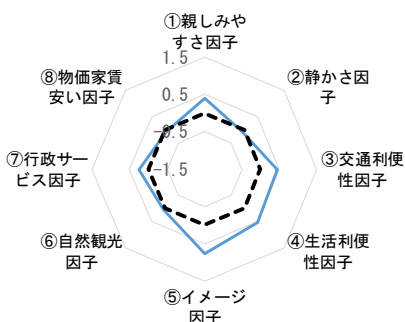 ①親しみや
すさ因子
1.5
⑧物価家賃
安い因子
②静かさ因
子
0.5
-0.5
⑦行政サー
ビス因子
-1.5
③交通利便
性因子
⑥自然観光
因子
④生活利便
性因子
⑤イメージ
因子